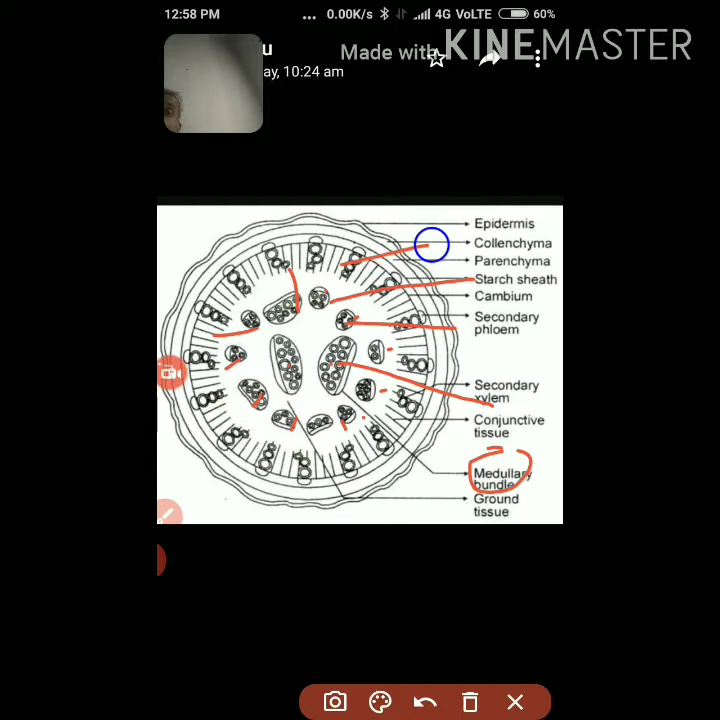 12:58 PM ... 0.00K/s 4G VoLTE 60%
Made with KINEMASTER
ay, 10:24 am
Epidermis
Collenchyma
Parenchyma
Starch sheath
Cambium
Secondary
phloem
Secondary
xylem
Conjunctive
tissue
Medullary
bundle
Ground
tissue